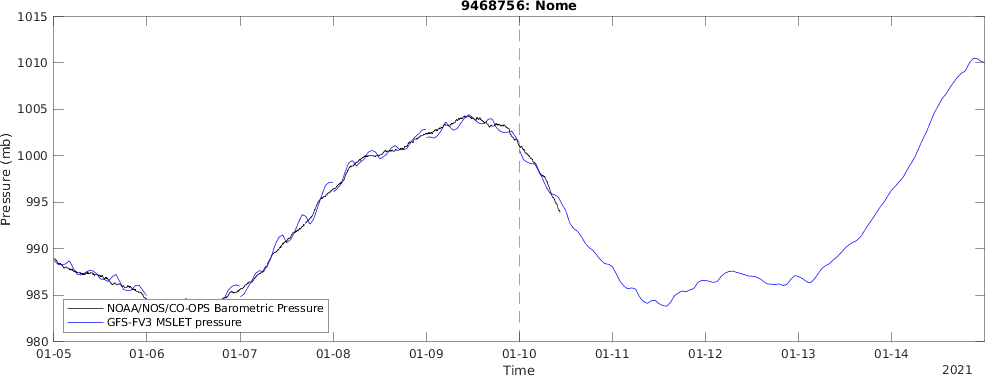 9468756: Nome
1015
1010
1005
1000
995
990
985
980
Pressure (mb)
NOAA/NOS/CO-OPS Barometric Pressure
GFS-FV3 MSLET pressure
01-05 01-06 01-07 01-08 01-09 01-10 01-11 01-12 01-13 01-14
Time
2021